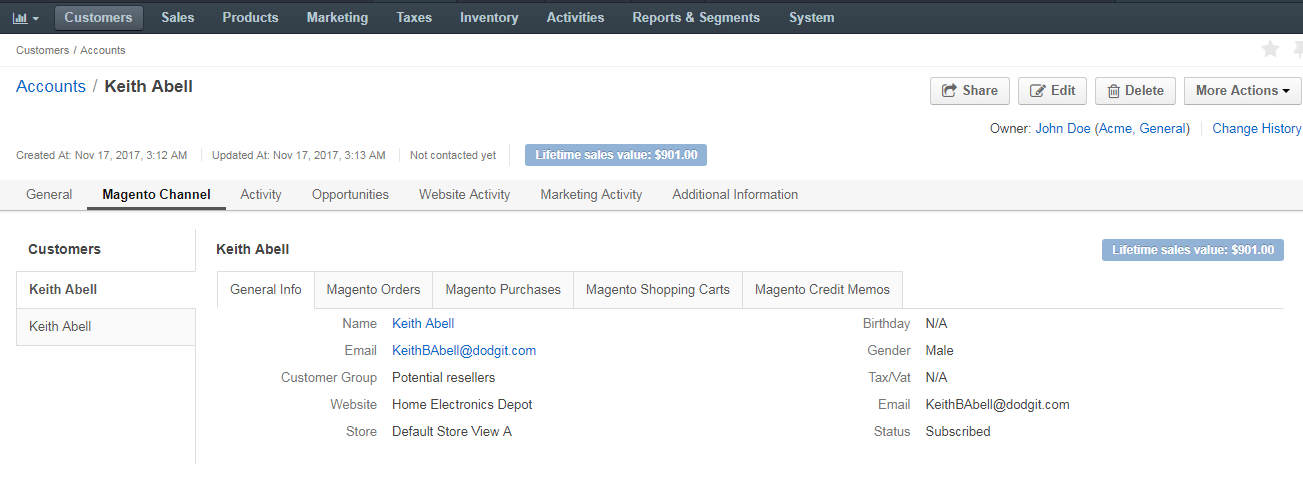 Customers Sales Products Marketing Taxes Inventory Activities Reports & Segments System
Customers / Accounts
Accounts / Keith Abell
Share Edit Delete More Actions
Owner: John Doe (Acme, General) Change History
Created At: Nov 17, 2017, 3:12 AM Updated At: Nov 17, 2017, 3:13 AM Not contacted yet Lifetime sales value: $901.00
General Magento Channel Activity Opportunities Website Activity Marketing Activity Additional Information
Customers
Keith Abell
Keith Abell
Keith Abell Lifetime sales value: $901.00
General Info Magento Orders Magento Purchases Magento Shopping Carts Magento Credit Memos
Name Keith Abell
Email KeithBAbell@dodgit.com
Customer Group Potential resellers
Website Home Electronics Depot
Store Default Store View A
Birthday N/A
Gender Male
Tax/Vat N/A
Email KeithBAbell@dodgit.com
Status Subscribed